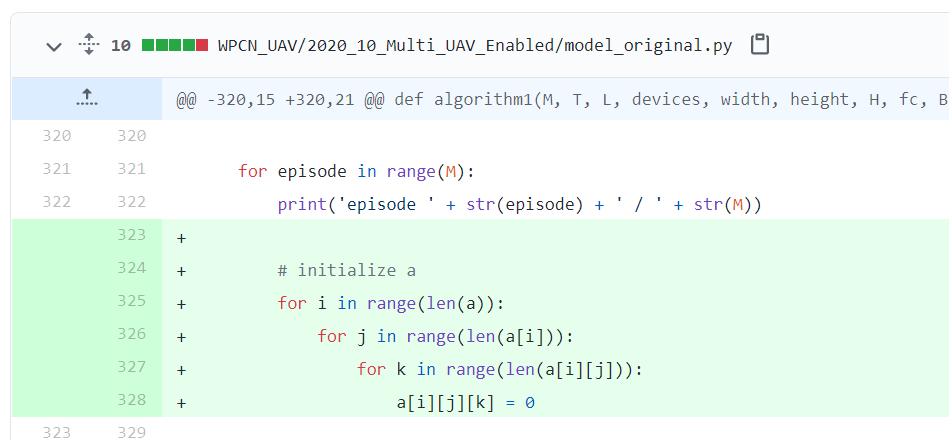 10 WPCN_UAV/2020_10_Multi_UAV_Enabled/model_original.py
@@ -320,15 +320,21 @@ def algorithm1(M, T, L, devices, width, height, H, fc, B
320 320
321 321 for episode in range(M):
322 322 print('episode ' + str(episode) + ' / ' + str(M))
323 +
324 + # initialize a
325 + for i in range(len(a)):
326 + for j in range(len(a[i])):
327 + for k in range(len(a[i][j])):
328 + a[i][j][k] = 0
323 329